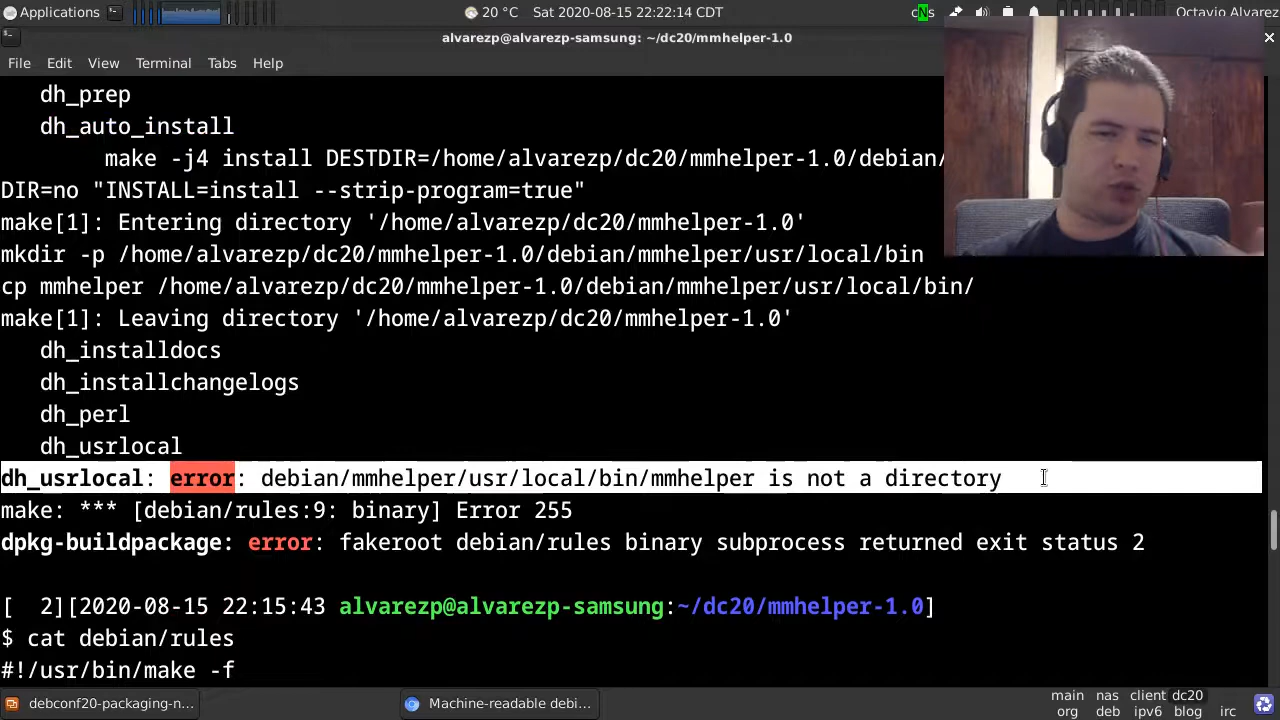 Applications
20 °C Sat 2020-08-15 22:22:14 CDT
Octavio Alvarez
alvarezp@alvarezp-samsung: ~/dc20/mmhelper-1.0
File Edit View Terminal Tabs Help
dh_prep
dh_auto_install
make -j4 install DESTDIR=/home/alvarezp/dc20/mmhelper-1.0/debian/
DIR=no "INSTALL=install --strip-program=true"
make[1]: Entering directory '/home/alvarezp/dc20/mmhelper-1.0'
mkdir -p /home/alvarezp/dc20/mmhelper-1.0/debian/mmhelper/usr/local/bin
cp mmhelper /home/alvarezp/dc20/mmhelper-1.0/debian/mmhelper/usr/local/bin/
make[1]: Leaving directory '/home/alvarezp/dc20/mmhelper-1.0'
dh_installdocs
dh_installchangelogs
dh_perl
dh_usrlocal
dh_usrlocal: error: debian/mmhelper/usr/local/bin/mmhelper is not a directory
make: *** [debian/rules:9: binary] Error 255
dpkg-buildpackage: error: fakeroot debian/rules binary subprocess returned exit status 2
[  2][2020-08-15 22:15:43 alvarezp@alvarezp-samsung:~/dc20/mmhelper-1.0]
$ cat debian/rules
#!/usr/bin/make -f
debconf20-packaging-n...
Machine-readable debi...
main nas client dc20
org deb ipv6 blog irc